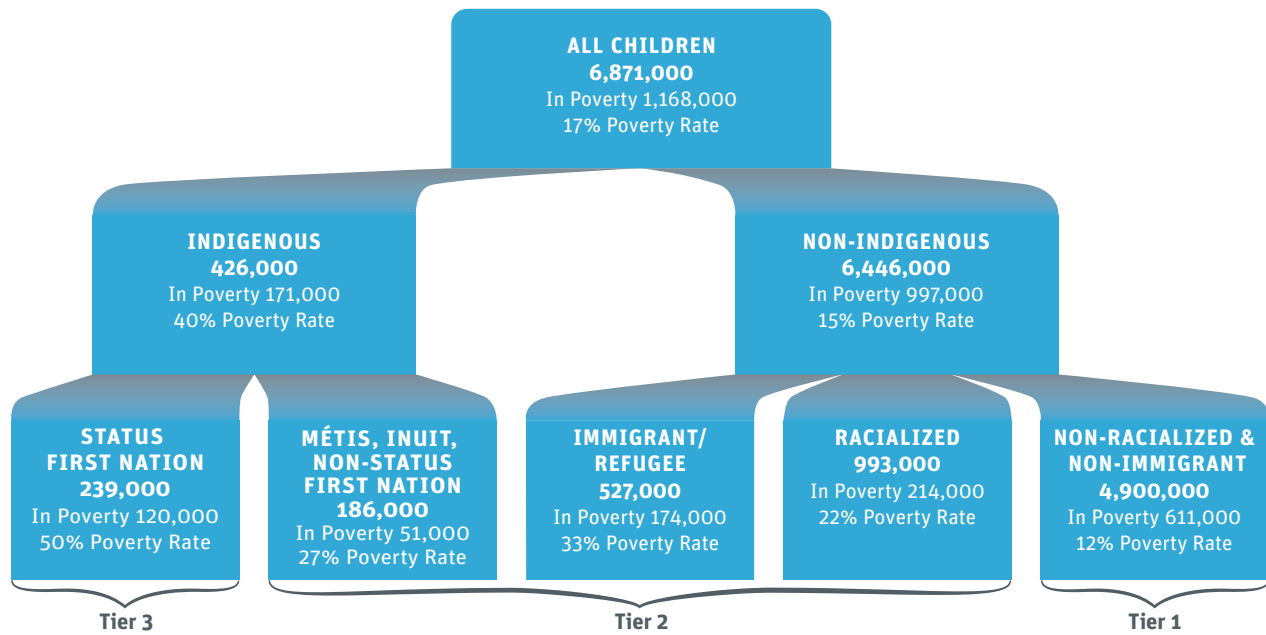 ALL CHILDREN
6,871,000
In Poverty 1,168,000
17% Poverty Rate
INDIGENOUS
426,000
In Poverty 171,000
40% Poverty Rate
NON-INDIGENOUS
6,446,000
In Poverty 997,000
15% Poverty Rate
STATUS
FIRST NATION
239,000
In Poverty 120,000
50% Poverty Rate
MÉTIS, INUIT,
NON-STATUS
FIRST NATION
186,000
In Poverty 51,000
27% Poverty Rate
IMMIGRANT/
REFUGEE
527,000
In Poverty 174,000
33% Poverty Rate
RACIALIZED
993,000
In Poverty 214,000
22% Poverty Rate
NON-RACIALIZED &
NON-IMMIGRANT
4,900,000
In Poverty 611,000
12% Poverty Rate
Tier 3
Tier 2
Tier 1